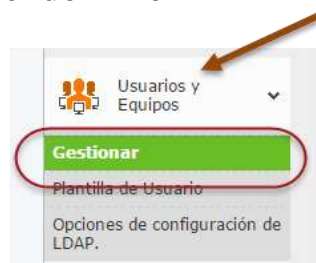 Usuarios y
Equipos
Gestionar
Plantilla de Usuario
Opciones de configuración de
LDAP.